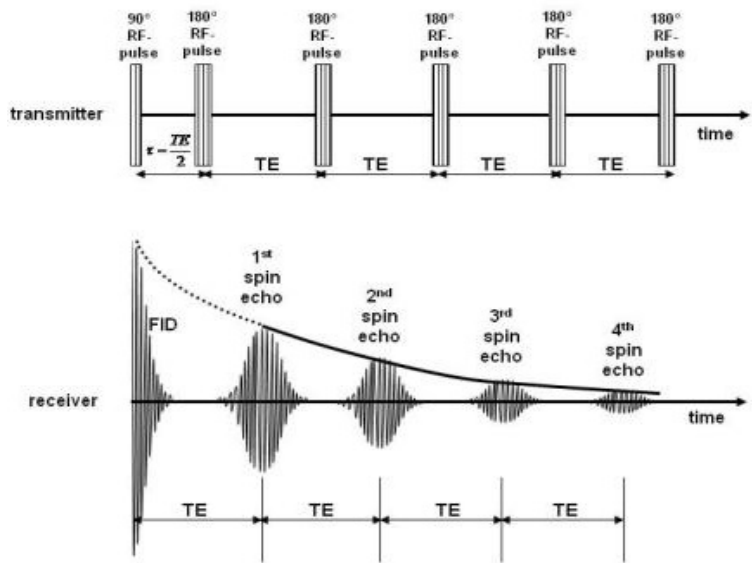 90°
RF-
pulse
180°
RF-
pulse
180°
RF-
pulse
180°
RF-
pulse
180°
RF-
pulse
180°
RF-
pulse
transmitter
time
τ = TE/2
TE
TE
TE
TE
1st
spin
echo
2nd
spin
echo
3rd
spin
echo
4th
spin
echo
FID
receiver
time
TE
TE
TE
TE